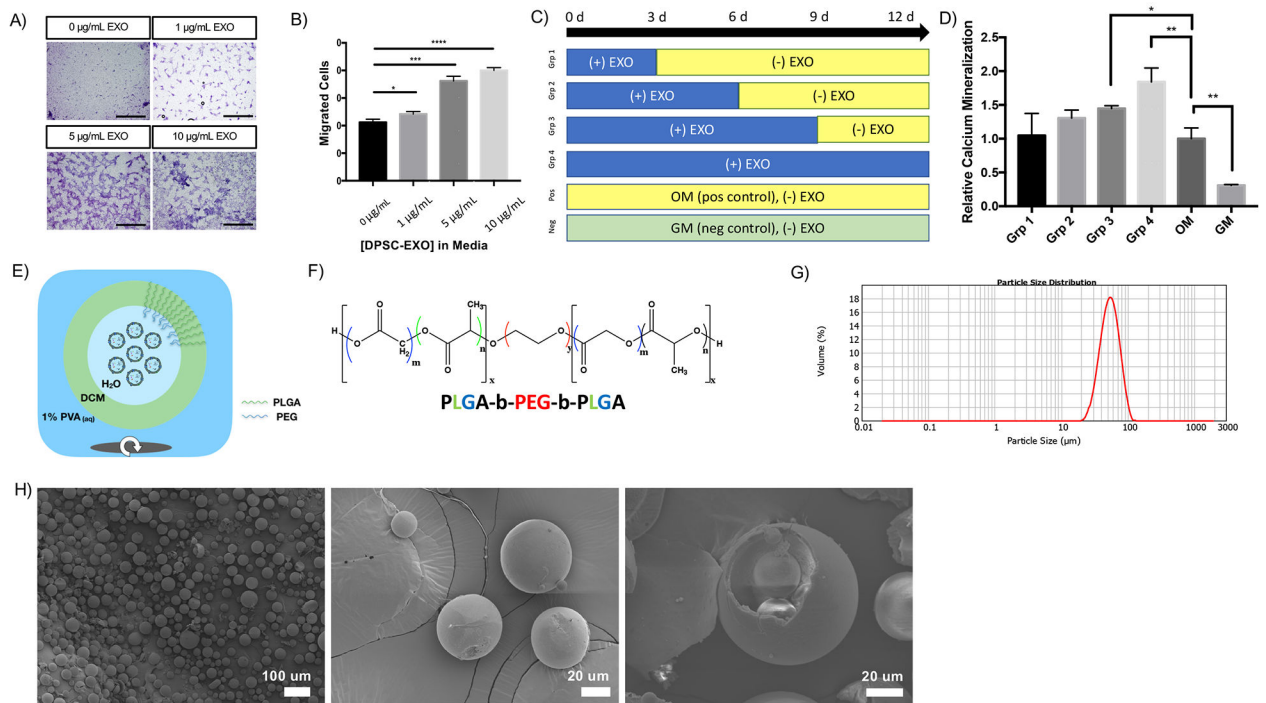 A)
0 µg/mL EXO
1 µg/mL EXO
5 µg/mL EXO
10 µg/mL EXO
B)
Migrated Cells
0
0
0
0
0
0
*
***
****
0 µg/mL
1 µg/mL
5 µg/mL
10 µg/mL
[DPSC-EXO] in Media
C)
0 d 3 d 6 d 9 d 12 d
Grp 1 (+) EXO (-) EXO
Grp 2 (+) EXO (-) EXO
Grp 3 (+) EXO (-) EXO
Grp 4 (+) EXO
Pos OM (pos control), (-) EXO
Neg GM (neg control), (-) EXO
D)
Relative Calcium Mineralization
2.5
2.0
1.5
1.0
0.5
0.0
*
**
**
Grp 1
Grp 2
Grp 3
Grp 4
OM
GM
E)
H₂O
DCM
1% PVA (aq)
PLGA
PEG
F)
H O O CH₂ m O O CH₃ n x O O y O O m O O CH₃ n x H
PLGA-b-PEG-b-PLGA
G)
Particle Size Distribution
Volume (%)
18
16
14
12
10
8
6
4
2
0
0.01 0.1 1 10 100 1000 3000
Particle Size (µm)
H)
100 um
20 um
20 um